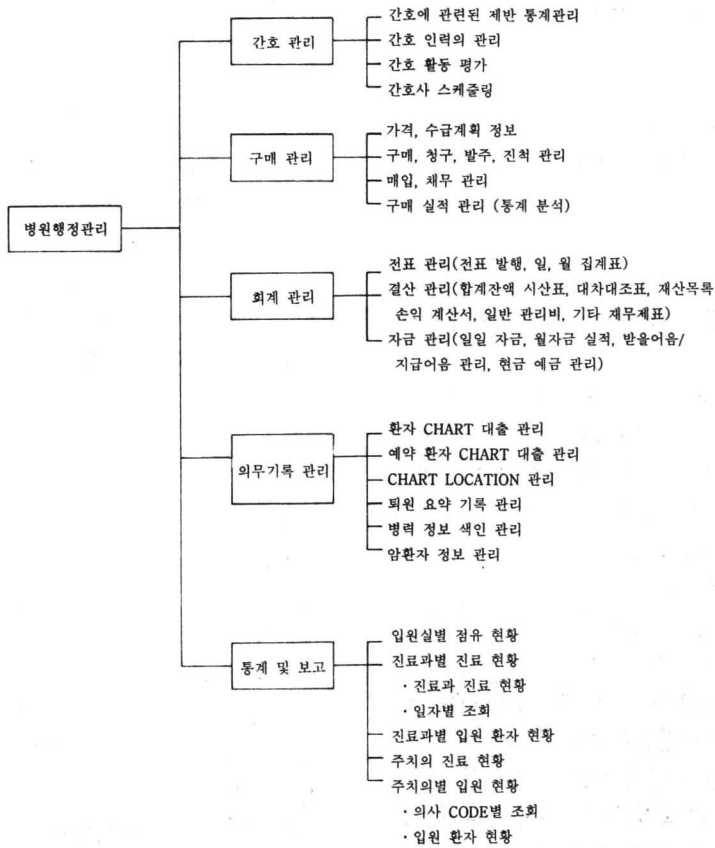 간호에 관련된 제반 통계관리
간호 관리
간호 인력의 관리
간호 활동 평가
간호사 스케쥴링
가격, 수급계획 정보
구매 관리
구매, 청구, 발주, 진척 관리
매입, 채무 관리
구매 실적 관리 (통계 분석)
병원행정관리
전표 관리(전표 발행, 일, 월 집계표)
회계 관리
결산 관리(합계잔액 시산표, 대차대조표, 재산목록
손익 계산서, 일반 관리비, 기타 재무제표)
자금 관리(일일 자금, 월자금 실적, 받을어음/
지급어음 관리, 현금 예금 관리)
환자 CHART 대출 관리
예약 환자 CHART 대출 관리
의무기록 관리
CHART LOCATION 관리
퇴원 요약 기록 관리
병력 정보 색인 관리
암환자 정보 관리
입원실별 점유 현황
통계 및 보고
진료과별 진료 현황
· 진료과 진료 현황
· 일자별 조회
진료과별 입원 환자 현황
주치의 진료 현황
주치의별 입원 현황
· 의사 CODE별 조회
· 입원 환자 현황